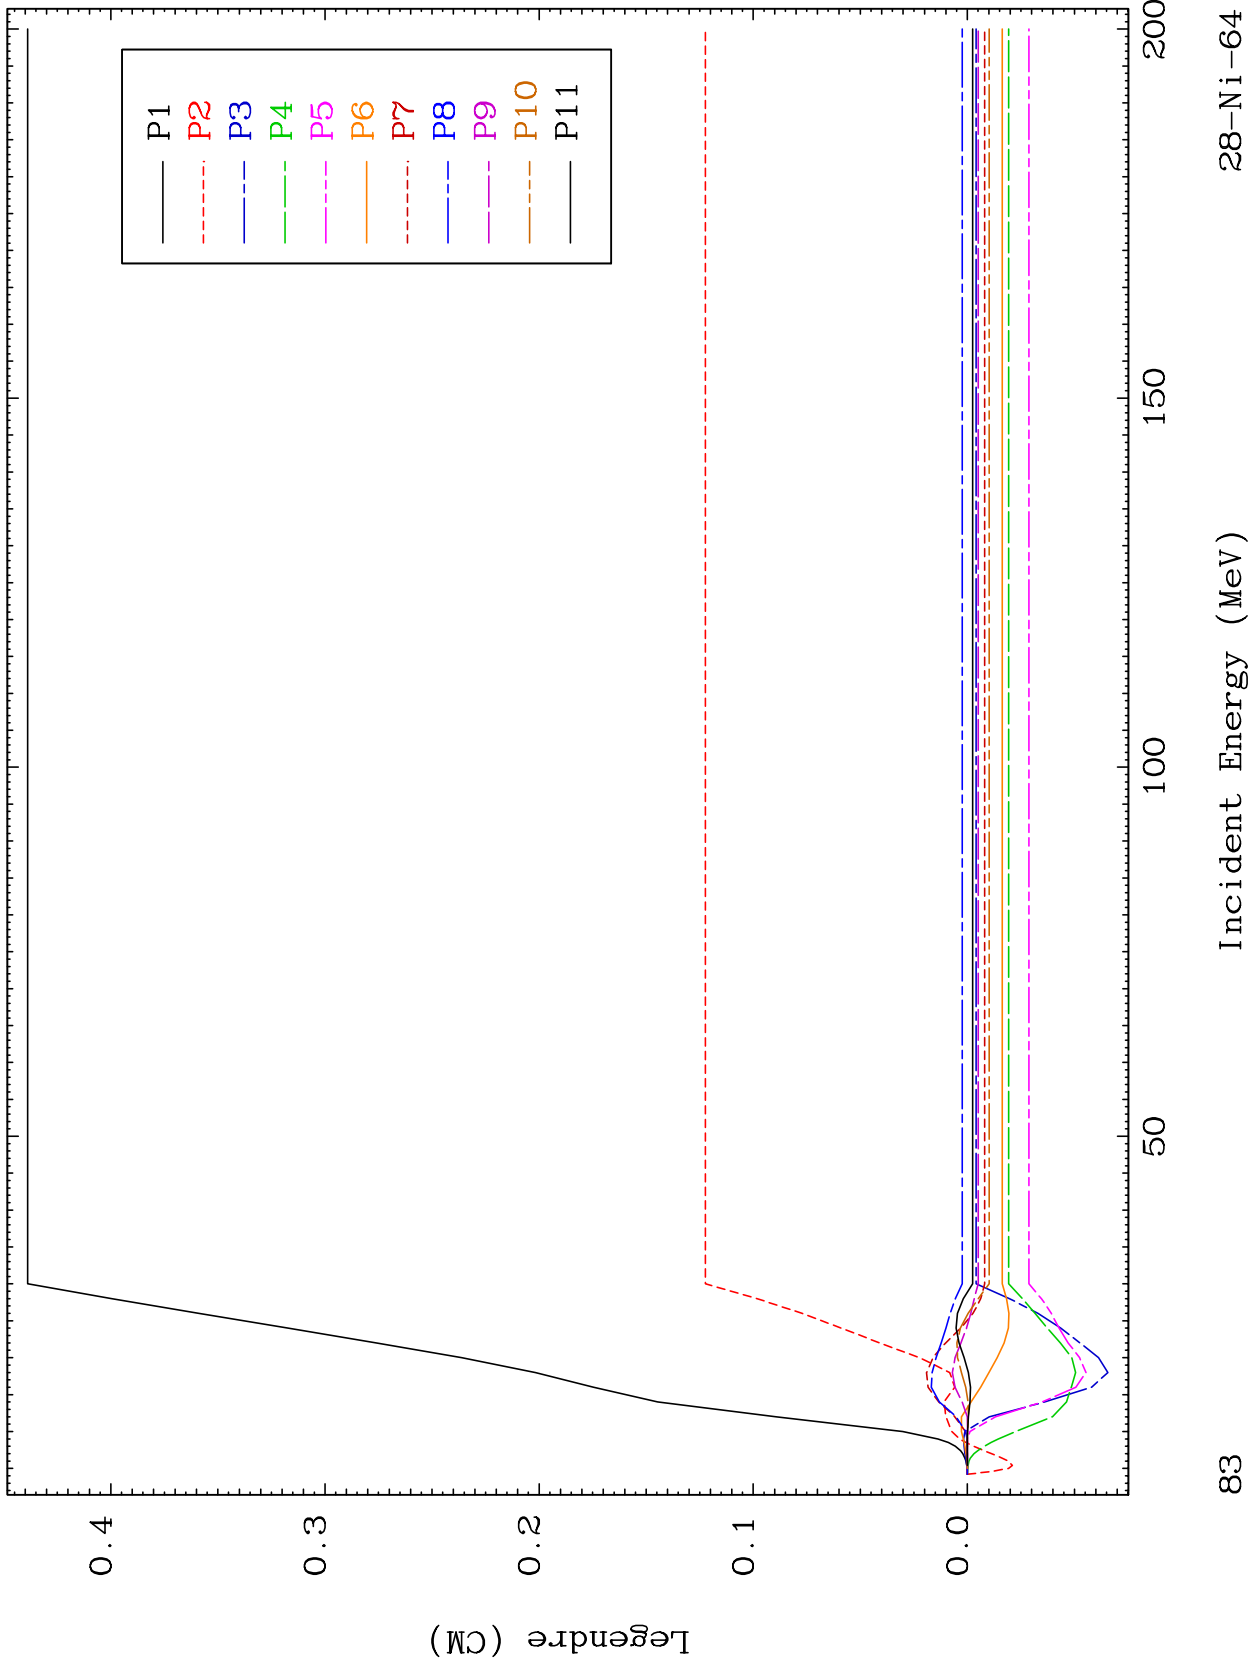 Legendre (CM)
0.4
0.3
0.2
0.1
0.0
P1
P2
P3
P4
P5
P6
P7
P8
P9
P10
P11
50
100
150
200
Incident Energy (MeV)
83
28-Ni-64